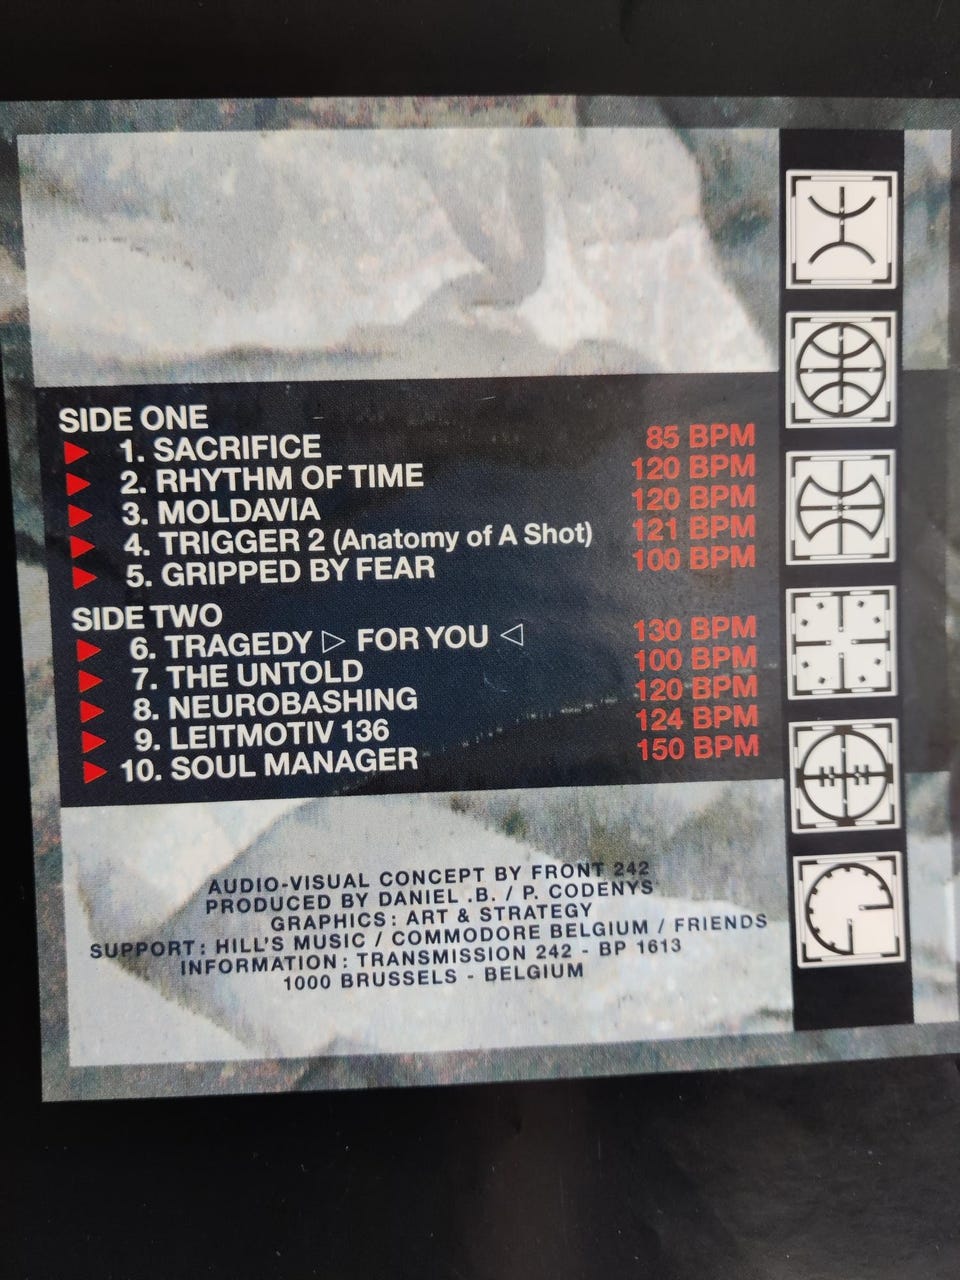 SIDE ONE
1. SACRIFICE 85 BPM
2. RHYTHM OF TIME 120 BPM
3. MOLDAVIA 120 BPM
4. TRIGGER 2 (Anatomy of A Shot) 121 BPM
5. GRIPPED BY FEAR 100 BPM
SIDE TWO
6. TRAGEDY ▷ FOR YOU ◁ 130 BPM
7. THE UNTOLD 100 BPM
8. NEUROBASHING 120 BPM
9. LEITMOTIV 136 124 BPM
10. SOUL MANAGER 150 BPM
AUDIO-VISUAL CONCEPT BY FRONT 242
PRODUCED BY DANIEL .B. / P. CODENYS
GRAPHICS: ART & STRATEGY
SUPPORT: HILL'S MUSIC / COMMODORE BELGIUM / FRIENDS
INFORMATION: TRANSMISSION 242 - BP 1613
1000 BRUSSELS - BELGIUM